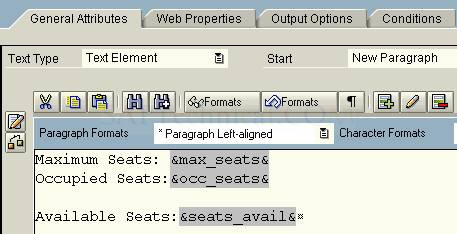 General Attributes Web Properties Output Options Conditions
Text Type Text Element Start New Paragraph
Formats Formats ¶
Paragraph Formats * Paragraph Left-aligned Character Formats
Maximum Seats: &max_seats&
Occupied Seats:&occ_seats&
Available Seats:&seats_avail&¤